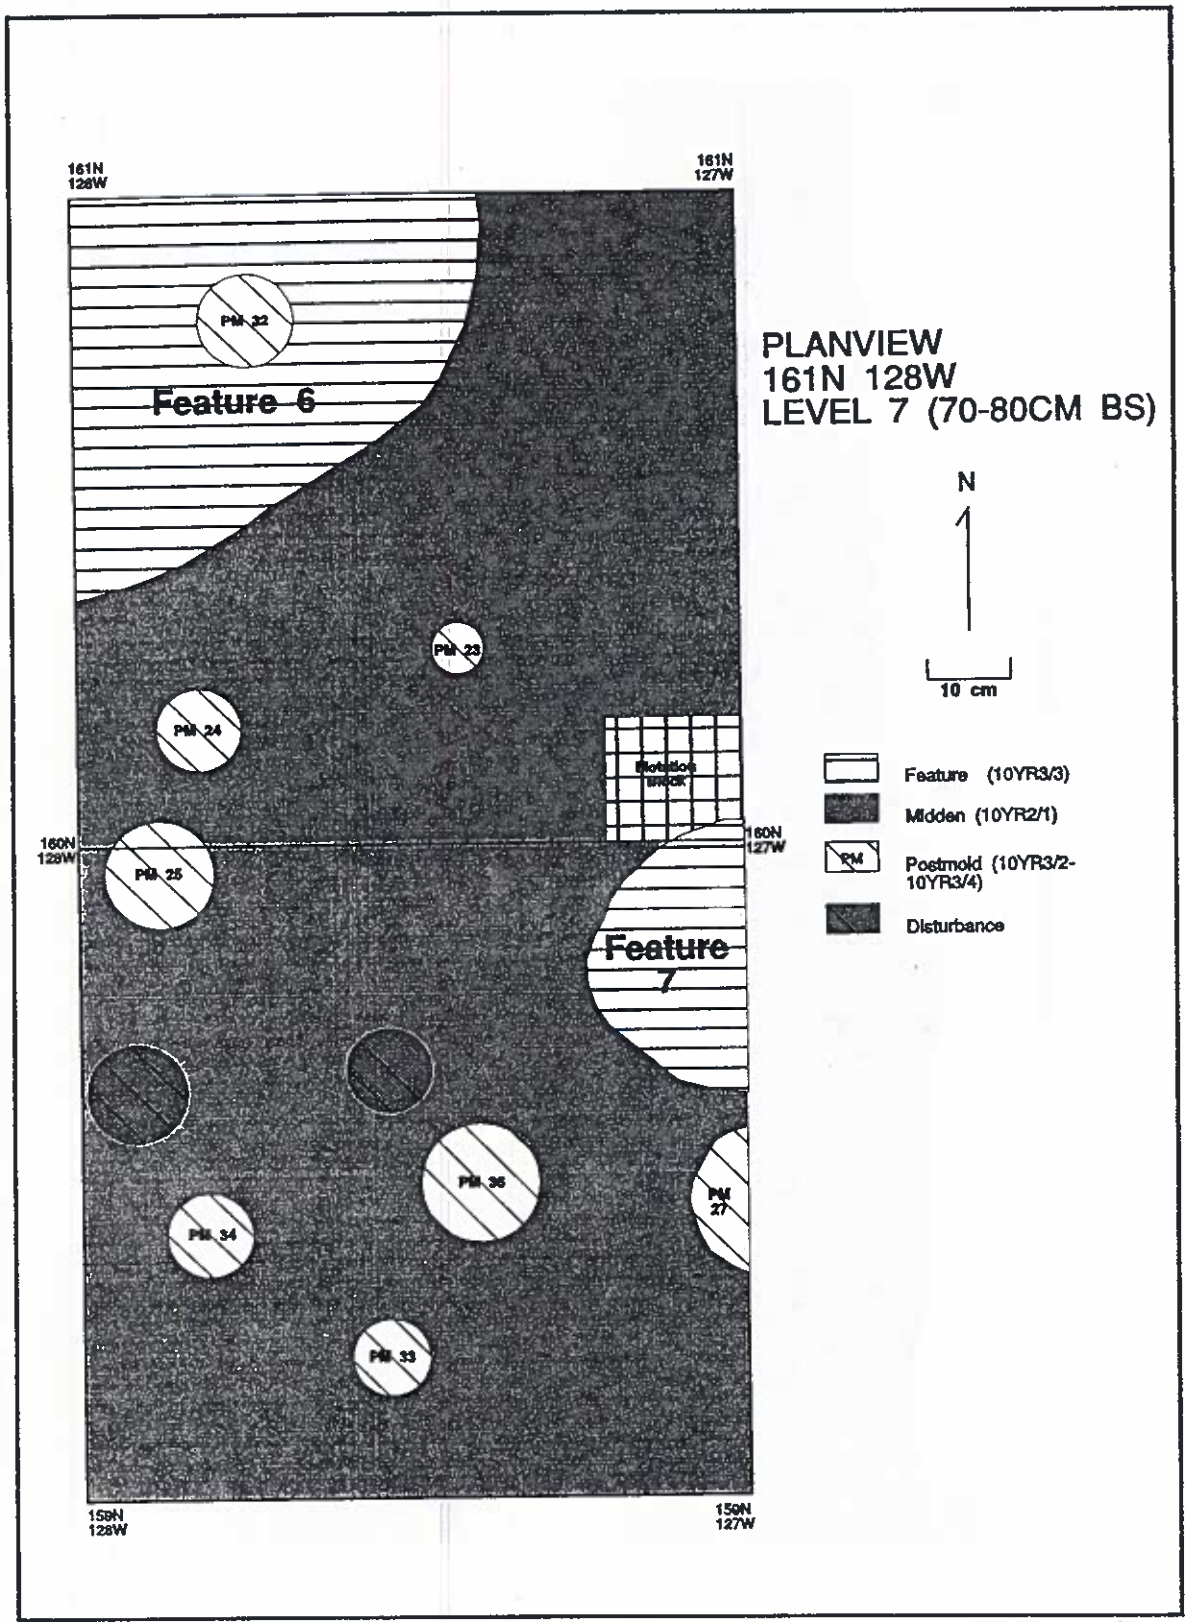 161N
128W
161N
127W
PM 32
Feature 6
PLANVIEW
161N 128W
LEVEL 7 (70-80CM BS)
N
10 cm
PM 23
PM 24
Flotation
block
Feature (10YR3/3)
Midden (10YR2/1)
PM
Postmold (10YR3/2-
10YR3/4)
Disturbance
160N
128W
160N
127W
PM 25
Feature
7
PM 36
PM
27
PM 34
PM 33
159N
128W
159N
127W